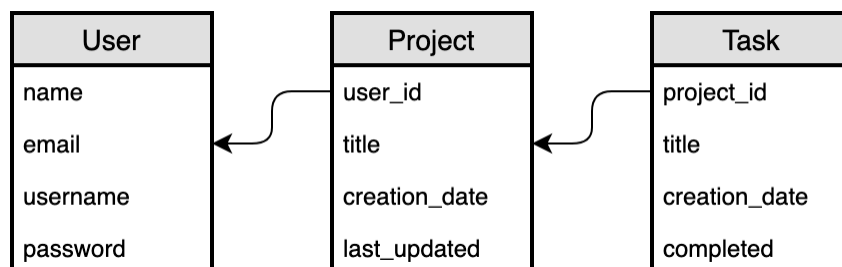 User
name
email
username
password
Project
user_id
title
creation_date
last_updated
Task
project_id
title
creation_date
completed